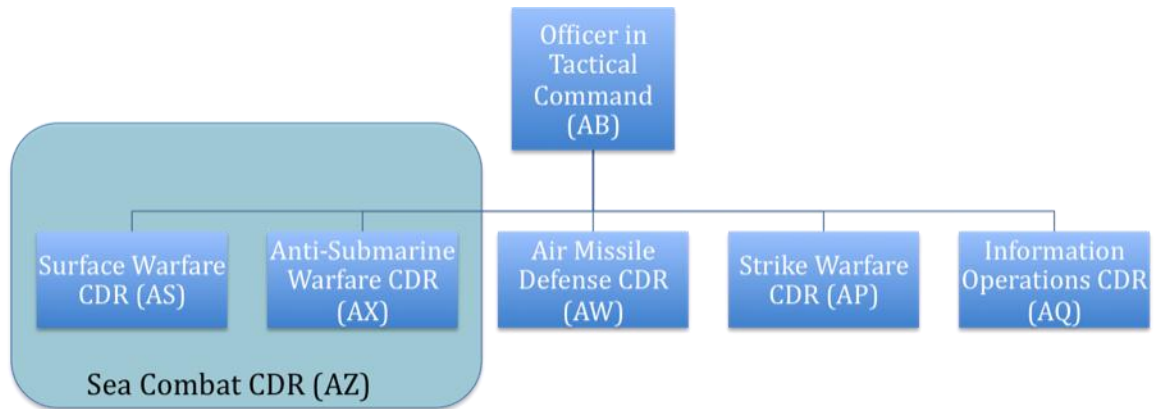 Officer in
Tactical
Command
(AB)
Surface Warfare
CDR (AS)
Anti-Submarine
Warfare CDR
(AX)
Air Missile
Defense CDR
(AW)
Strike Warfare
CDR (AP)
Information
Operations CDR
(AQ)
Sea Combat CDR (AZ)